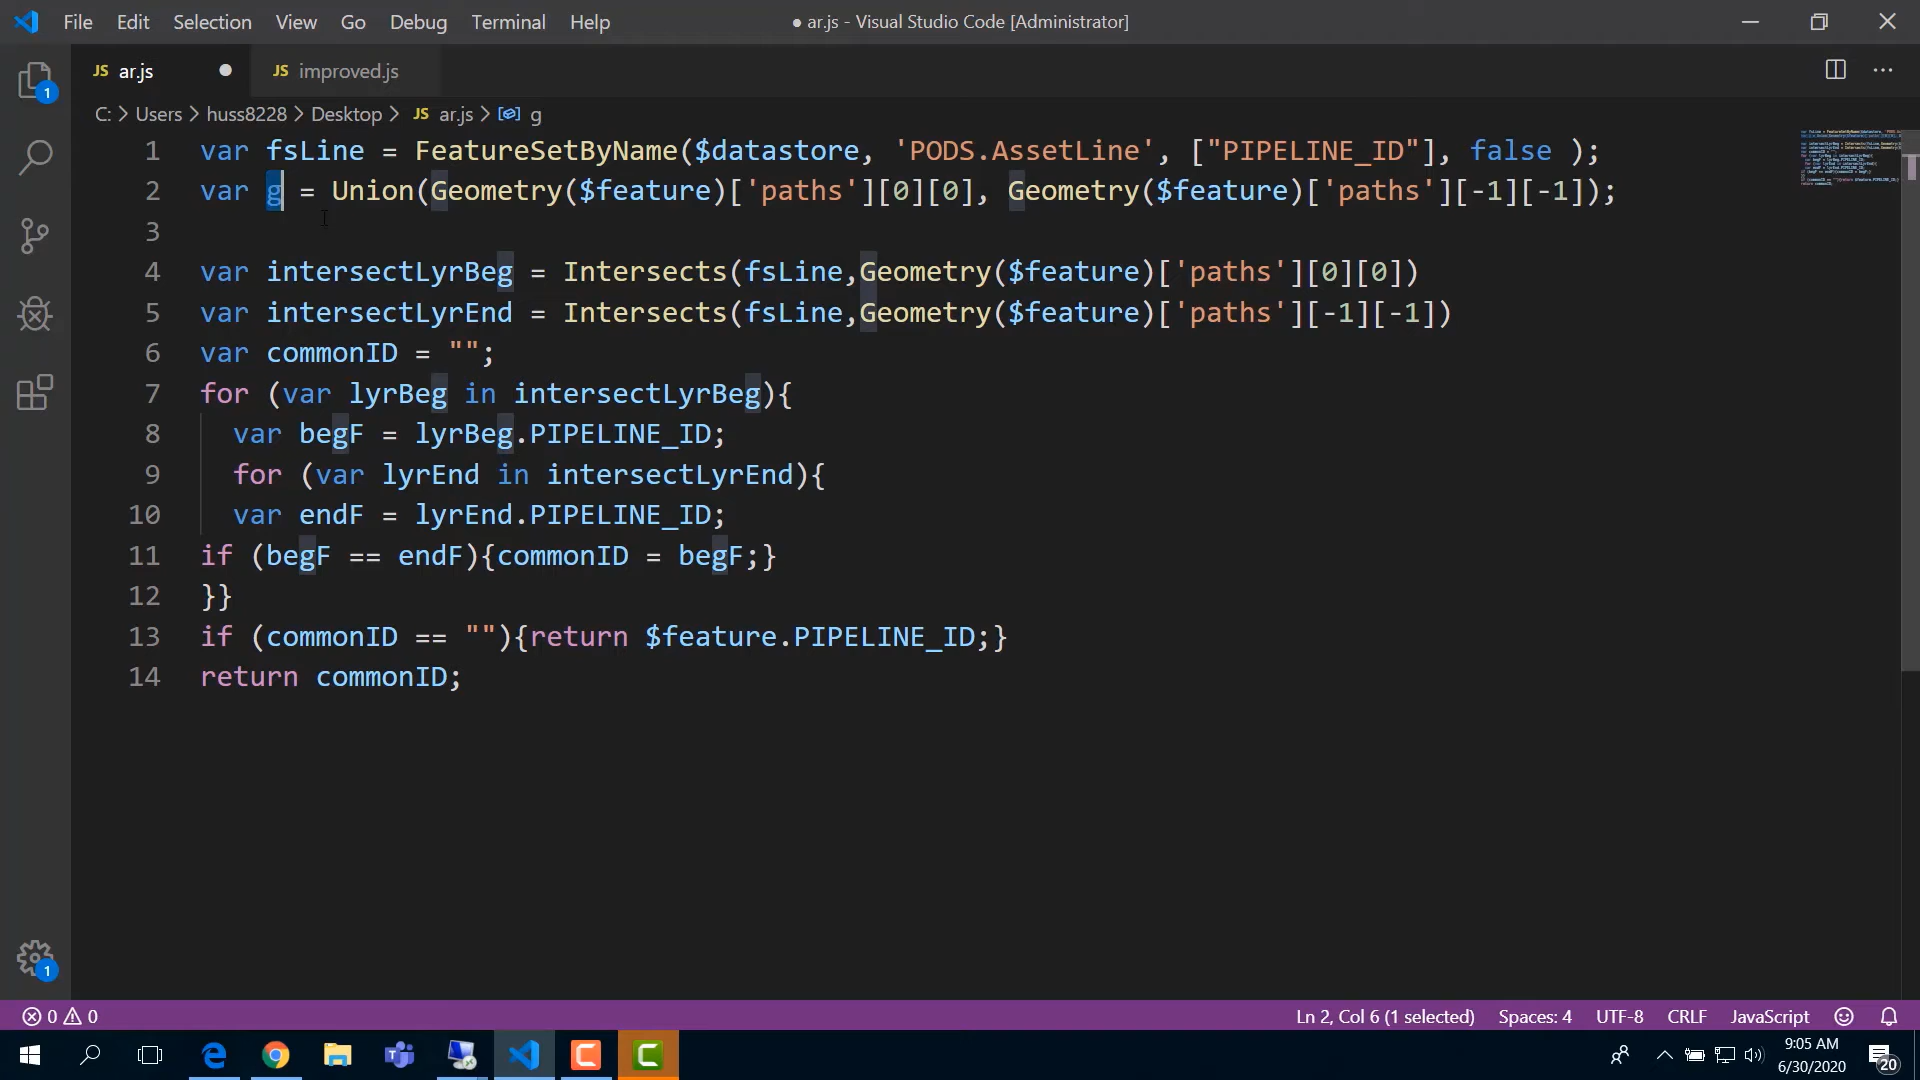 File Edit Selection View Go Debug Terminal Help
● ar.js - Visual Studio Code [Administrator]
JS ar.js
JS improved.js
C: > Users > huss8228 > Desktop > JS ar.js > g
1 var fsLine = FeatureSetByName($datastore, 'PODS.AssetLine', ["PIPELINE_ID"], false );
2 var g = Union(Geometry($feature)['paths'][0][0], Geometry($feature)['paths'][-1][-1]);
3
4 var intersectLyrBeg = Intersects(fsLine,Geometry($feature)['paths'][0][0])
5 var intersectLyrEnd = Intersects(fsLine,Geometry($feature)['paths'][-1][-1])
6 var commonID = "";
7 for (var lyrBeg in intersectLyrBeg){
8 var begF = lyrBeg.PIPELINE_ID;
9 for (var lyrEnd in intersectLyrEnd){
10 var endF = lyrEnd.PIPELINE_ID;
11 if (begF == endF){commonID = begF;}
12 }}
13 if (commonID == ""){return $feature.PIPELINE_ID;}
14 return commonID;
1
1
0 0
Ln 2, Col 6 (1 selected) Spaces: 4 UTF-8 CRLF JavaScript
9:05 AM
6/30/2020
20